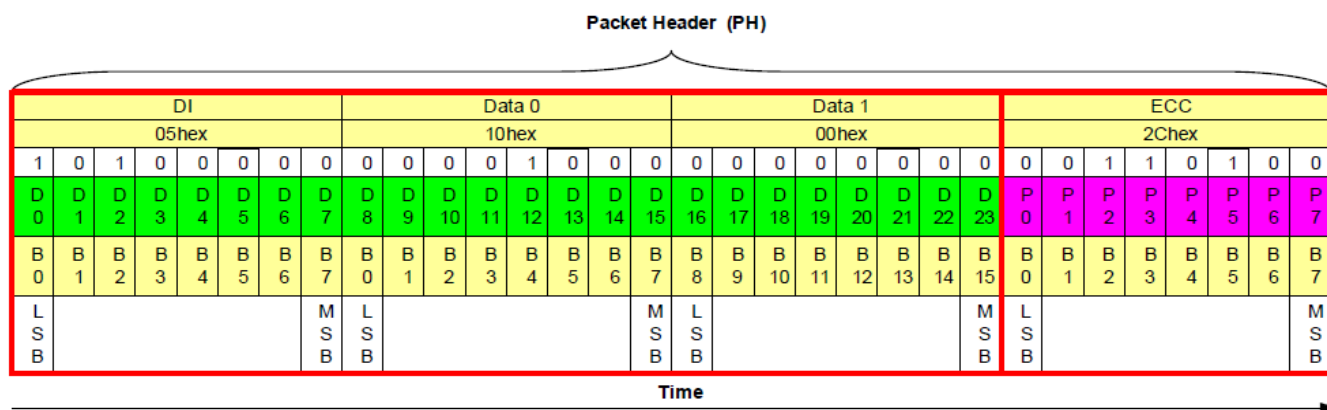 Packet Header (PH)
DI Data 0 Data 1 ECC
05hex 10hex 00hex 2Chex
1 0 1 0 0 0 0 0 0 0 0 0 1 0 0 0 0 0 0 0 0 0 0 0 0 0 1 1 0 1 0 0
D0 D1 D2 D3 D4 D5 D6 D7 D8 D9 D10 D11 D12 D13 D14 D15 D16 D17 D18 D19 D20 D21 D22 D23 P0 P1 P2 P3 P4 P5 P6 P7
B0 B1 B2 B3 B4 B5 B6 B7 B0 B1 B2 B3 B4 B5 B6 B7 B8 B9 B10 B11 B12 B13 B14 B15 B0 B1 B2 B3 B4 B5 B6 B7
LSB MSB LSB MSB LSB MSB LSB MSB
Time